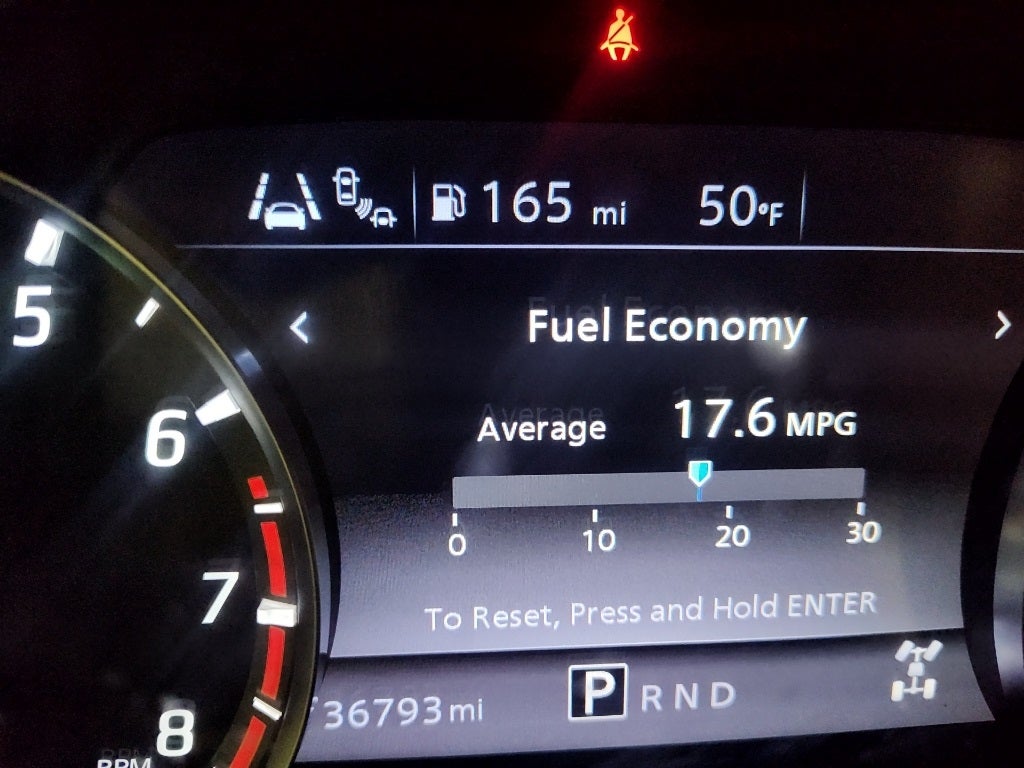 165 mi 50°F
Fuel Economy
Average 17.6 MPG
0 10 20 30
To Reset, Press and Hold ENTER
36793 mi P R N D
5
6
7
8
RPM